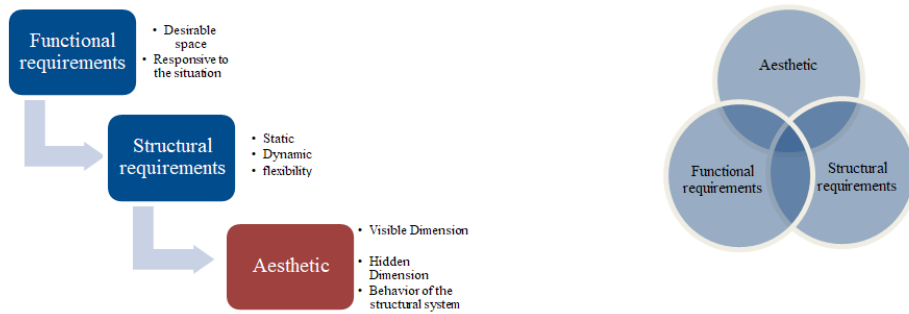 Functional
requirements
• Desirable
space
• Responsive to
the situation
Structural
requirements
• Static
• Dynamic
• flexibility
Aesthetic
• Visible Dimension
• Hidden
Dimension
• Behavior of the
structural system
Aesthetic
Functional
requirements
Structural
requirements